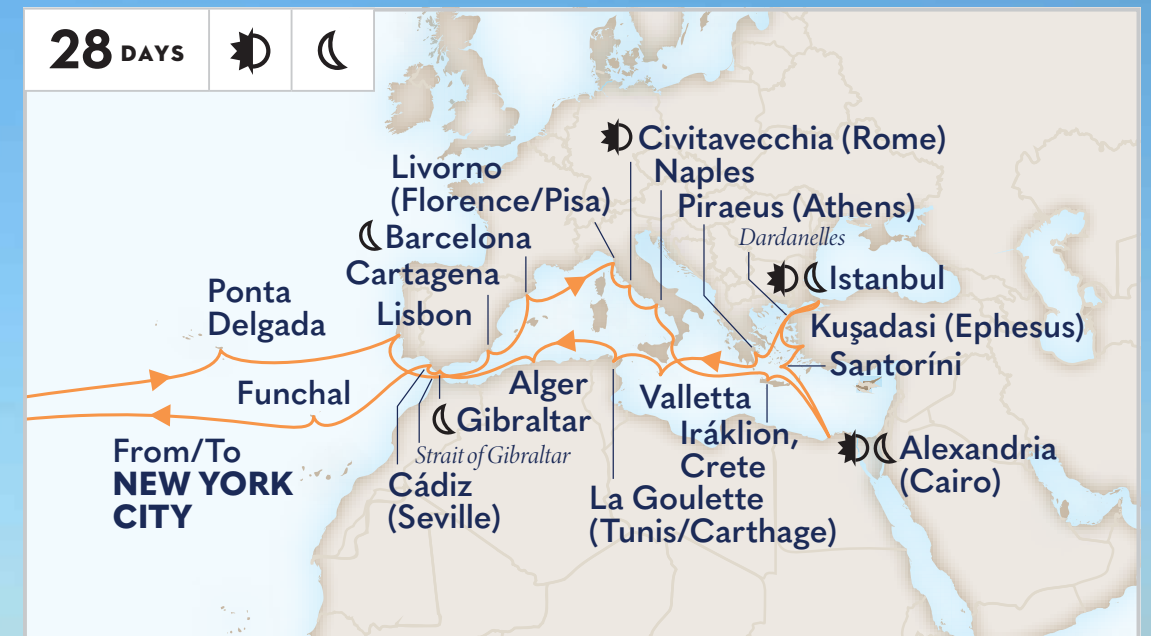 28 DAYS
Civitavecchia (Rome)
Livorno
(Florence/Pisa)
Naples
Piraeus (Athens)
Dardanelles
Barcelona
Cartagena
Istanbul
Ponta
Delgada
Lisbon
Kuşadasi (Ephesus)
Santoríni
Funchal
Alger
Gibraltar
Strait of Gibraltar
Valletta
Iráklion,
Crete
From/To
NEW YORK
CITY
Cádiz
(Seville)
La Goulette
(Tunis/Carthage)
Alexandria
(Cairo)